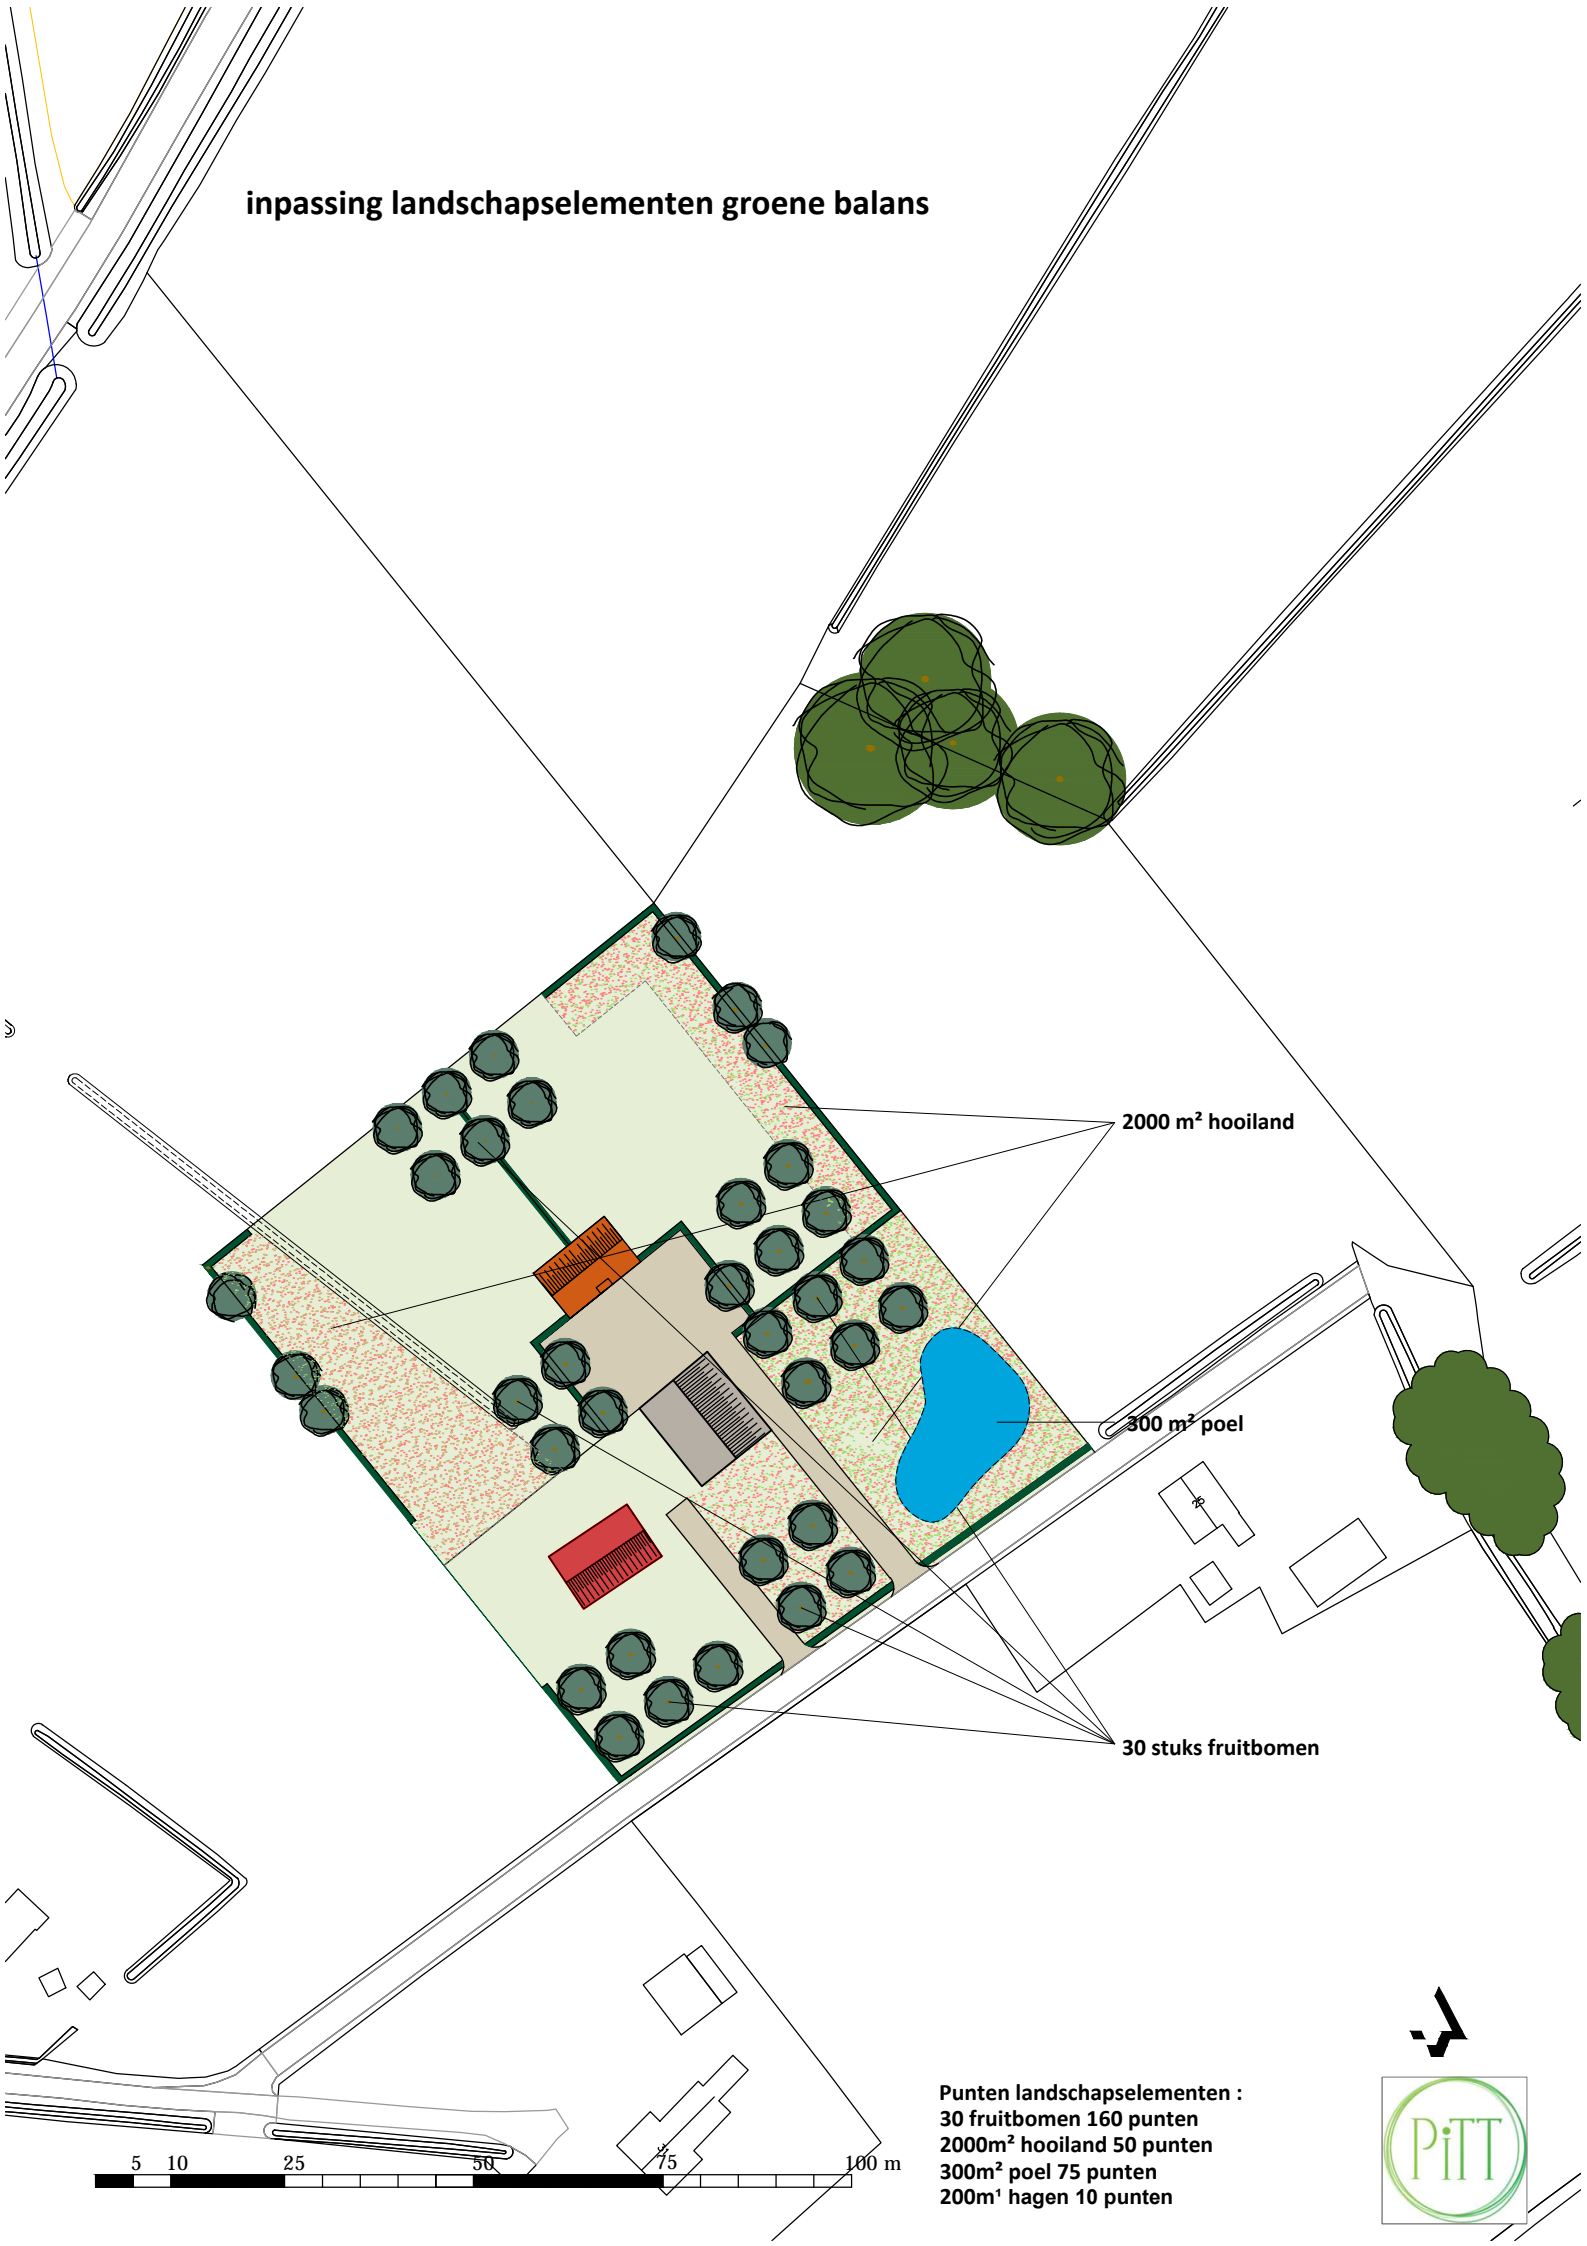 inpassing landschapselementen groene balans
2000 m² hooiland
300 m² poel
25
30 stuks fruitbomen
31
5 10 25 50 75 100 m
Punten landschapselementen :
30 fruitbomen 160 punten
2000m² hooiland 50 punten
300m² poel 75 punten
200m¹ hagen 10 punten
PiTT